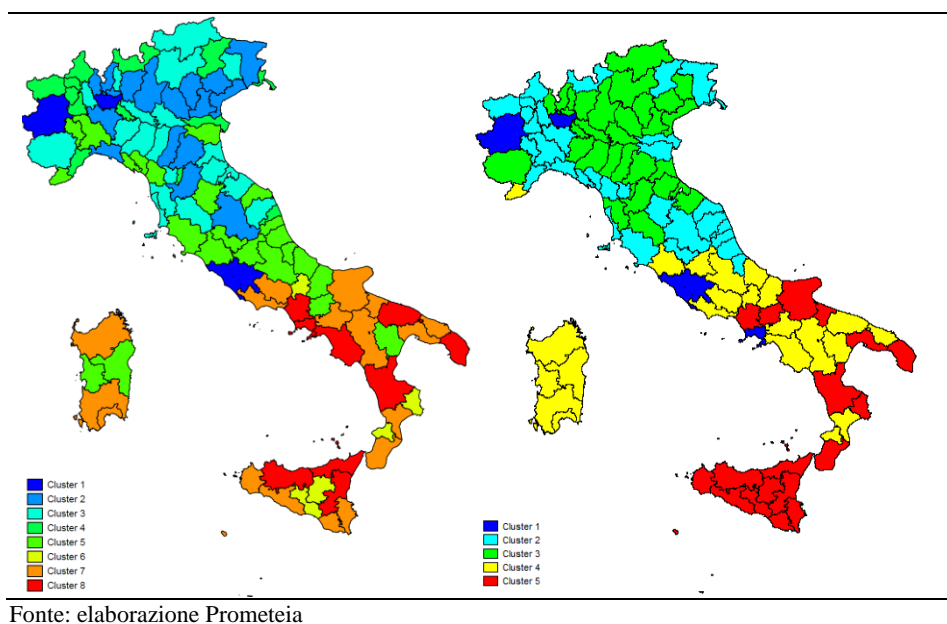 Cluster 1
Cluster 2
Cluster 3
Cluster 4
Cluster 5
Cluster 6
Cluster 7
Cluster 8
Cluster 1
Cluster 2
Cluster 3
Cluster 4
Cluster 5
Fonte: elaborazione Prometeia